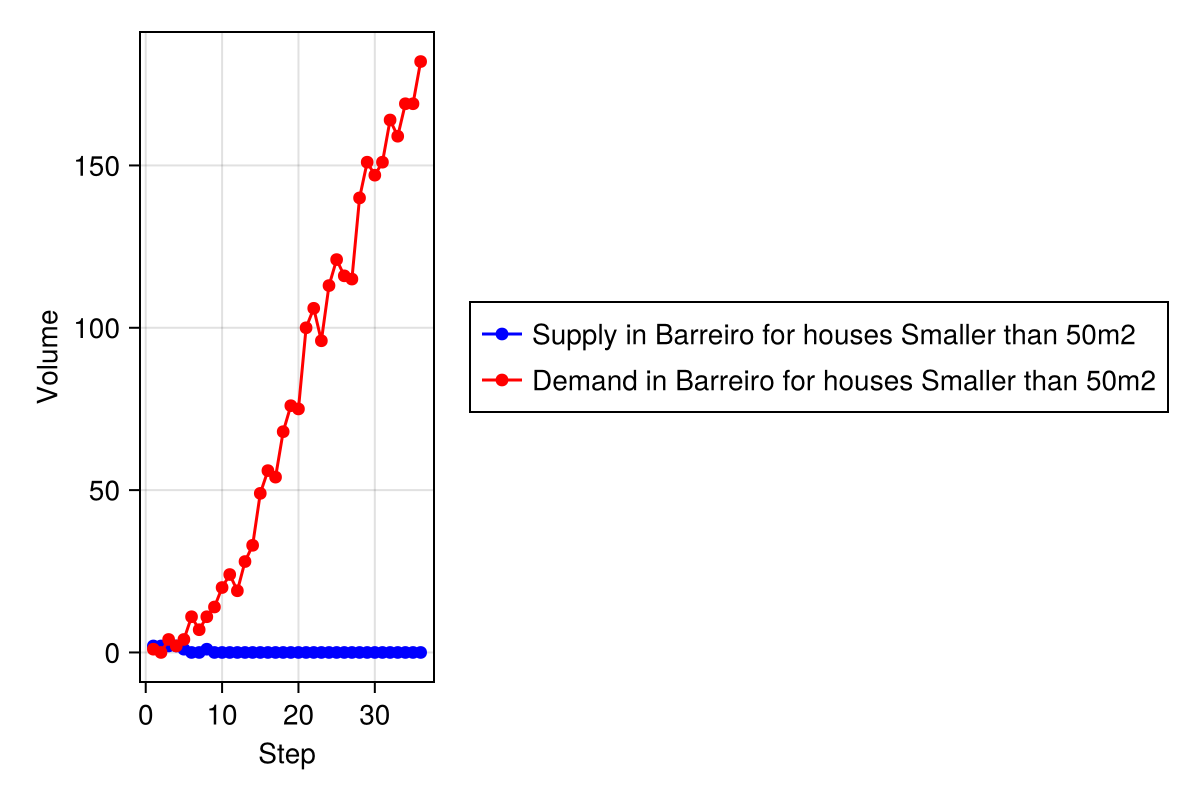 150
100
50
0
Volume
0 10 20 30
Step
Supply in Barreiro for houses Smaller than 50m2
Demand in Barreiro for houses Smaller than 50m2